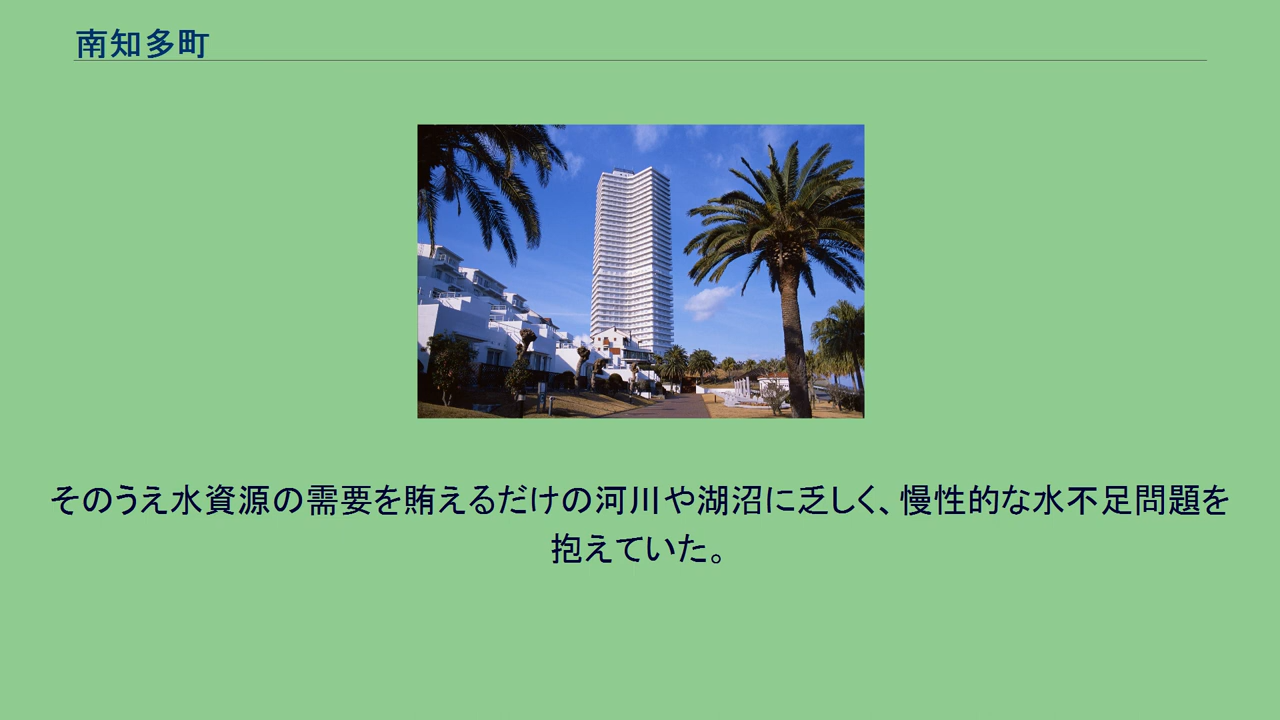 南知多町
そのうえ水資源の需要を賄えるだけの河川や湖沼に乏しく、慢性的な水不足問題を
抱えていた。